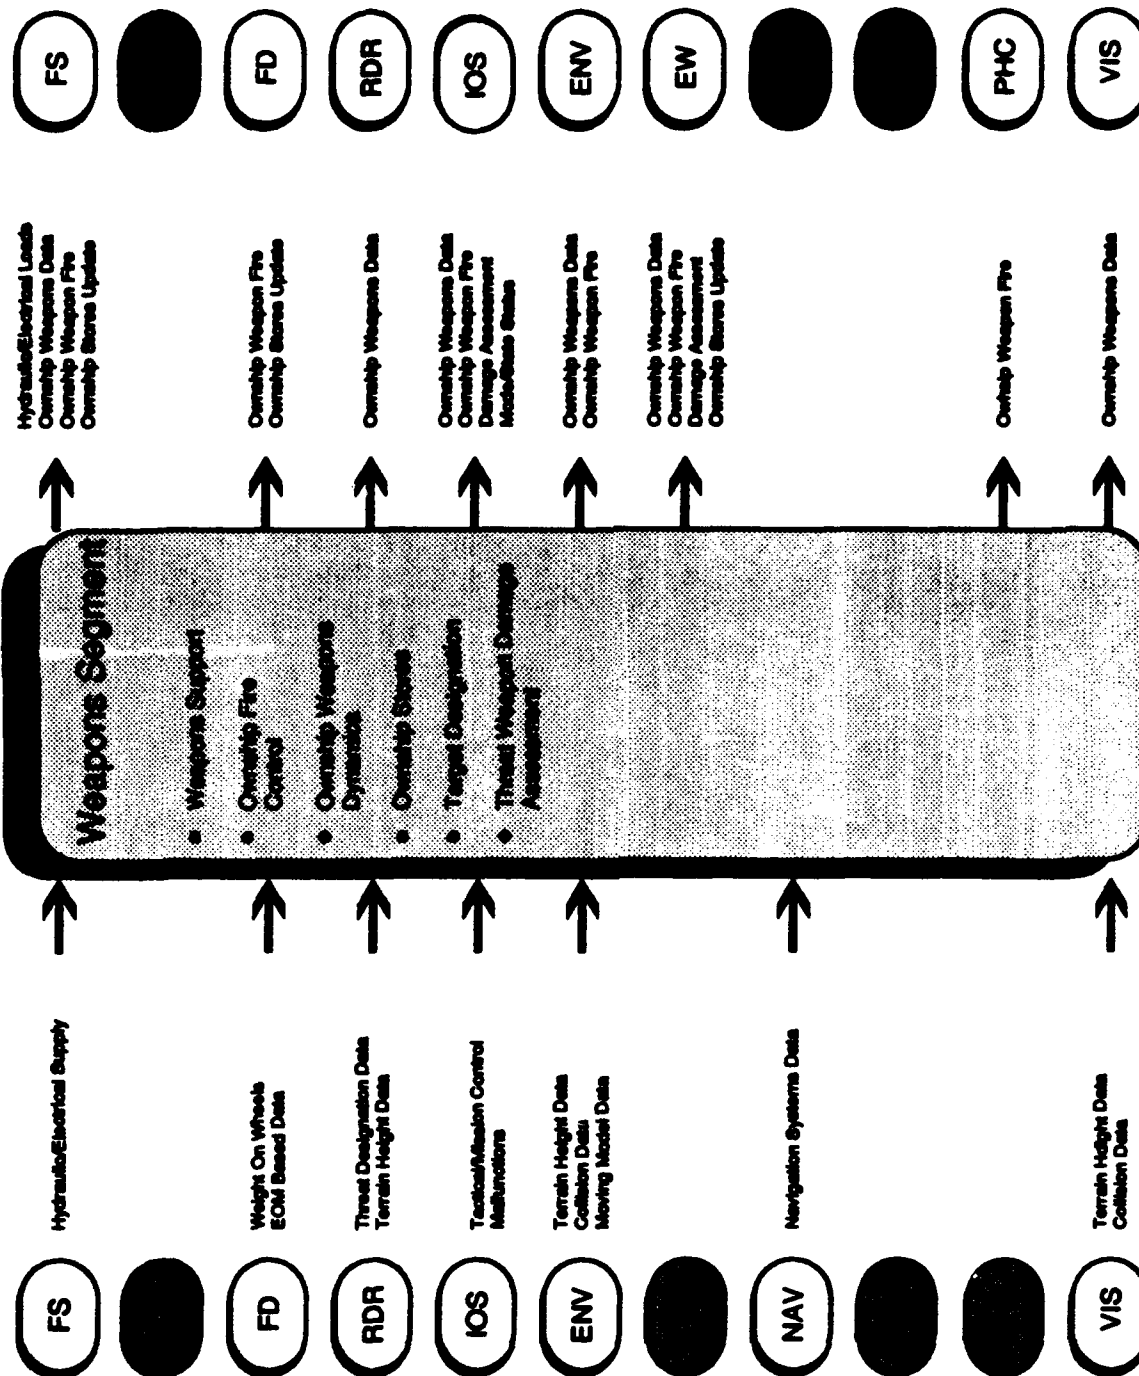 Weapons Segment
FS
Hydraulic/Electrical Supply
FD
Weight On Wheels
EOM Based Data
RDR
Threat Designation Data
Terrain Height Data
IOS
Tactical/Mission Control
Malfunctions
ENV
Terrain Height Data
Collision Data
Moving Model Data
NAV
Navigation Systems Data
VIS
Terrain Height Data
Collision Data
● Weapons Support
● Ownship Fire
Control
● Ownship Weapons
Dynamics
● Ownship Stores
● Target Designation
● Threat Weapon Damage
Assessment
Hydraulic/Electrical Loads
Ownship Weapons Data
Ownship Weapon Fire
Ownship Stores Update
FS
Ownship Weapon Fire
Ownship Stores Update
FD
Ownship Weapons Data
RDR
Ownship Weapons Data
Ownship Weapon Fire
Damage Assessment
Mode/State Status
IOS
Ownship Weapons Data
Ownship Weapon Fire
ENV
Ownship Weapons Data
Ownship Weapon Fire
Damage Assessment
Ownship Stores Update
EW
Ownship Weapon Fire
PHC
Ownship Weapons Data
VIS